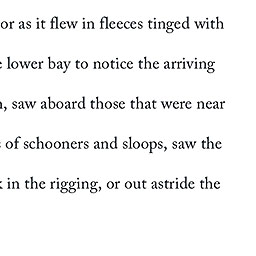 or as it flew in fleeces tinged with
lower bay to notice the arriving
, saw aboard those that were near
of schooners and sloops, saw the
in the rigging, or out astride the